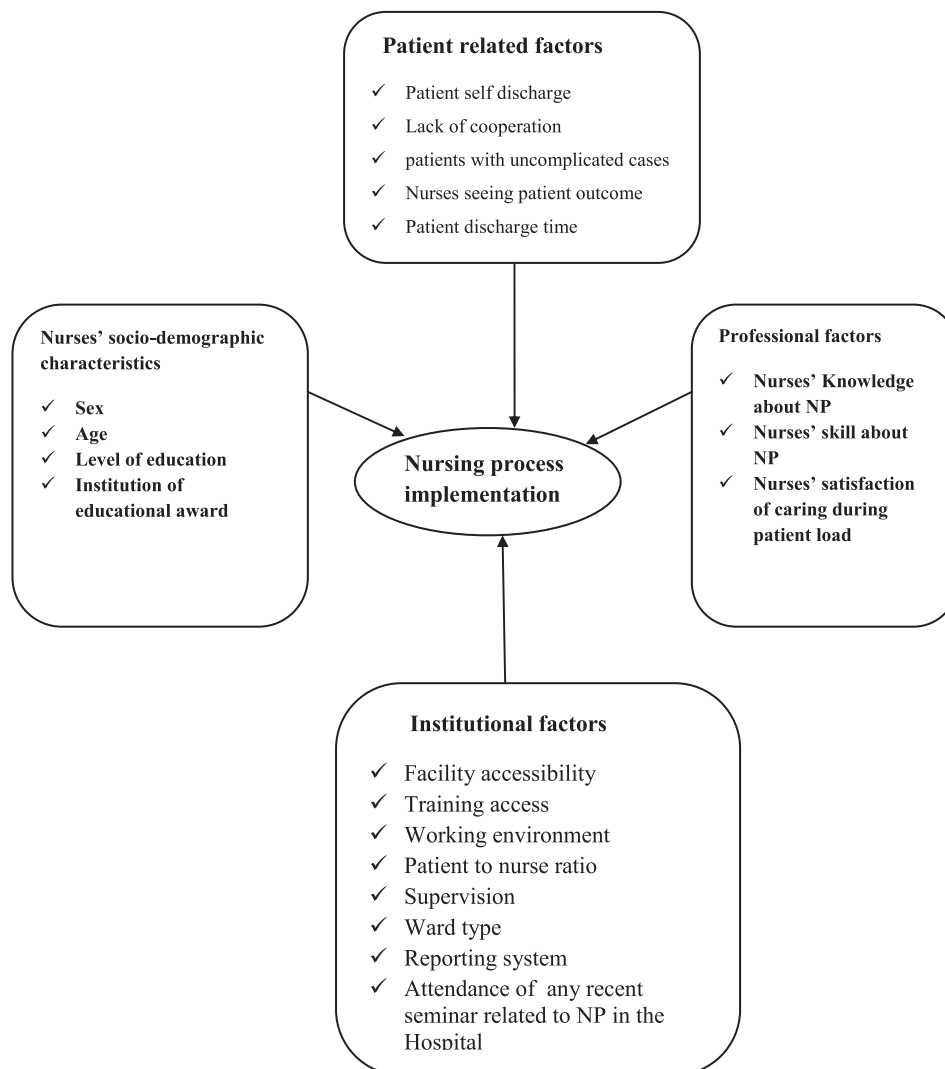 Patient related factors
✓ Patient self discharge
✓ Lack of cooperation
✓ patients with uncomplicated cases
✓ Nurses seeing patient outcome
✓ Patient discharge time
Nurses’ socio-demographic
characteristics
✓ Sex
✓ Age
✓ Level of education
✓ Institution of
educational award
Professional factors
✓ Nurses’ Knowledge
about NP
✓ Nurses’ skill about
NP
✓ Nurses’ satisfaction
of caring during
patient load
Nursing process
implementation
Institutional factors
✓ Facility accessibility
✓ Training access
✓ Working environment
✓ Patient to nurse ratio
✓ Supervision
✓ Ward type
✓ Reporting system
✓ Attendance of any recent
seminar related to NP in the
Hospital